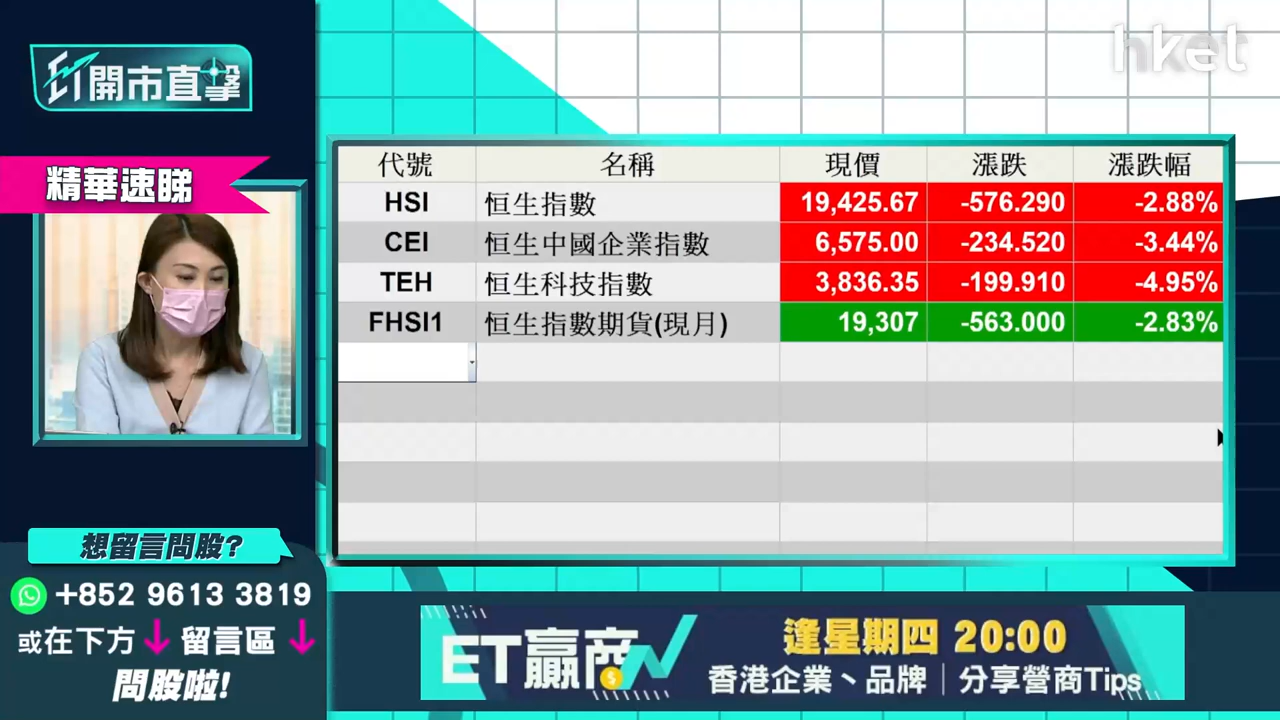 hket
ET開市直擊
精華速睇
代號 名稱 現價 漲跌 漲跌幅
HSI 恒生指數 19,425.67 -576.290 -2.88%
CEI 恒生中國企業指數 6,575.00 -234.520 -3.44%
TEH 恒生科技指數 3,836.35 -199.910 -4.95%
FHSI1 恒生指數期貨(現月) 19,307 -563.000 -2.83%
想留言問股?
+852 9613 3819
或在下方↓留言區↓
問股啦!
ET贏商
逢星期四 20:00
香港企業、品牌|分享營商Tips